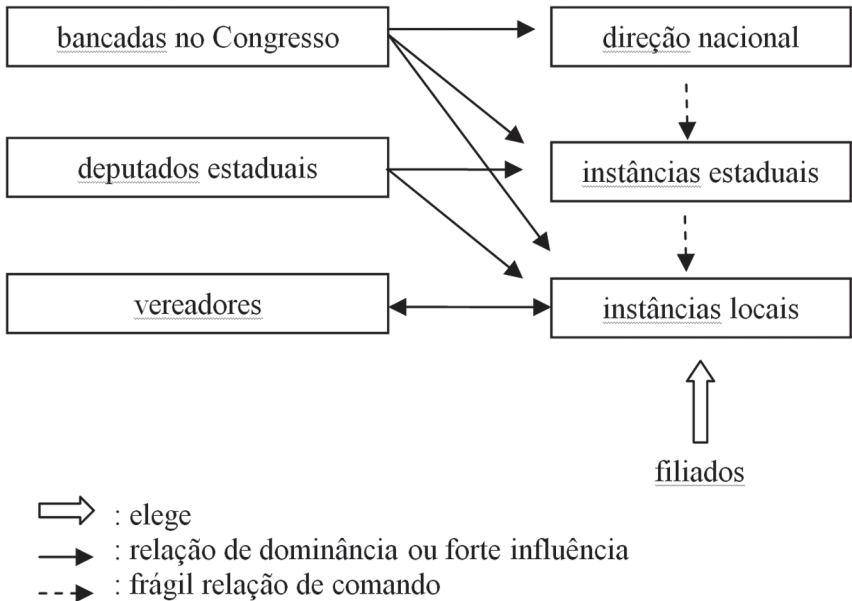 bancadas no Congresso
direção nacional
deputados estaduais
instâncias estaduais
vereadores
instâncias locais
filiados
: elege
: relação de dominância ou forte influência
: frágil relação de comando